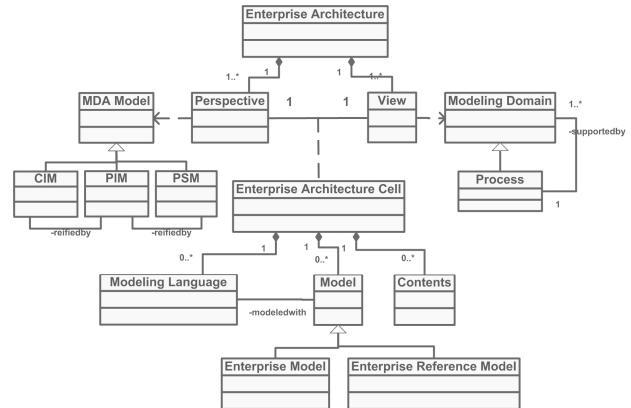 Enterprise Architecture
1..*
1
1
1..*
MDA Model
Perspective
1
1
View
Modeling Domain
1..*
-supportedby
CIM
PIM
PSM
Process
1
Enterprise Architecture Cell
-reifiedby
-reifiedby
0..*
1
1
0..*
1
0..*
Modeling Language
Model
Contents
-modeledwith
Enterprise Model
Enterprise Reference Model